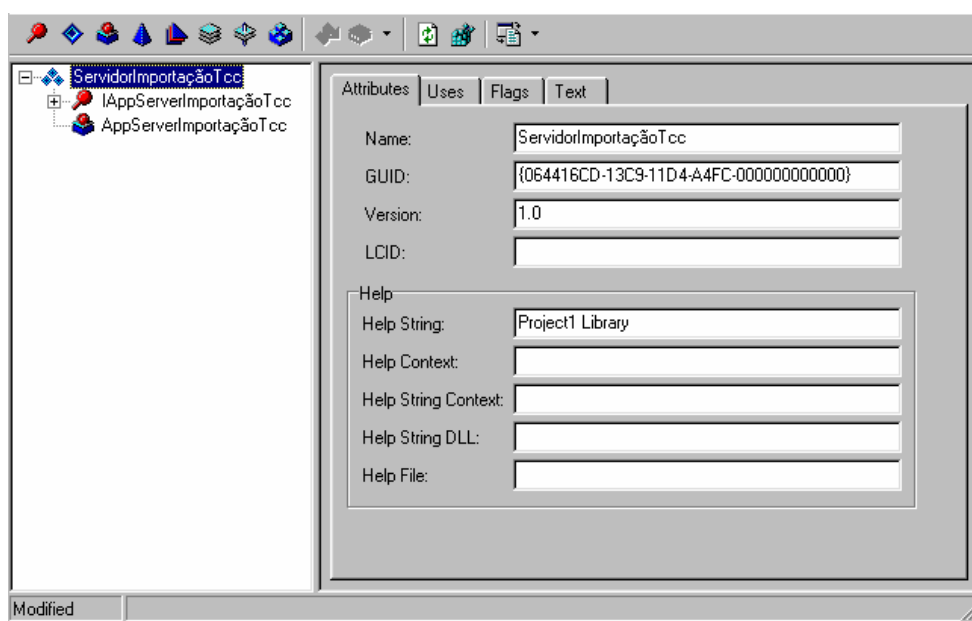 ServidorImportaçãoTcc
IAppServerImportaçãoTcc
AppServerImportaçãoTcc
Attributes Uses Flags Text
Name: ServidorImportaçãoTcc
GUID: {064416CD-13C9-11D4-A4FC-000000000000}
Version: 1.0
LCID:
Help
Help String: Project1 Library
Help Context:
Help String Context:
Help String DLL:
Help File:
Modified